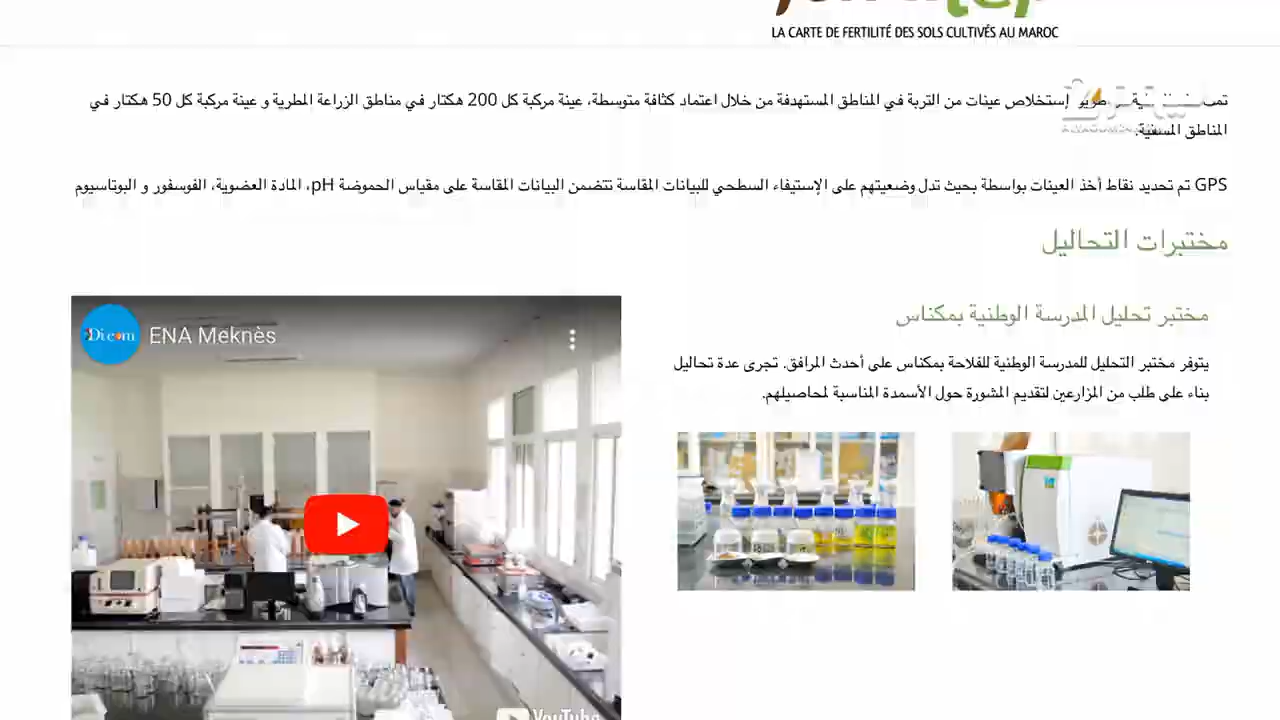 LA CARTE DE FERTILITÉ DES SOLS CULTIVÉS AU MAROC
إستخلاص عينات من التربة في المناطق المستهدفة من خلال اعتماد كثافة متوسطة، عينة مركبة كل 200 هكتار في مناطق الزراعة المطرية و عينة مركبة كل 50 هكتار في
المناطق المسقية.
GPS تم تحديد نقاط أخذ العينات بواسطة بحيث تدل وضعيتهم على الإستيفاء السطحي للبيانات المقاسة تتضمن البيانات المقاسة على مقياس الحموضة pH، المادة العضوية، الفوسفور و البوتاسيوم
مختبرات التحاليل
مختبر تحليل المدرسة الوطنية بمكناس
يتوفر مختبر التحليل للمدرسة الوطنية للفلاحة بمكناس على أحدث المرافق. تجرى عدة تحاليل
بناء على طلب من المزارعين لتقديم المشورة حول الأسمدة المناسبة لمحاصيلهم.
Dicom
ENA Meknès
YouTube